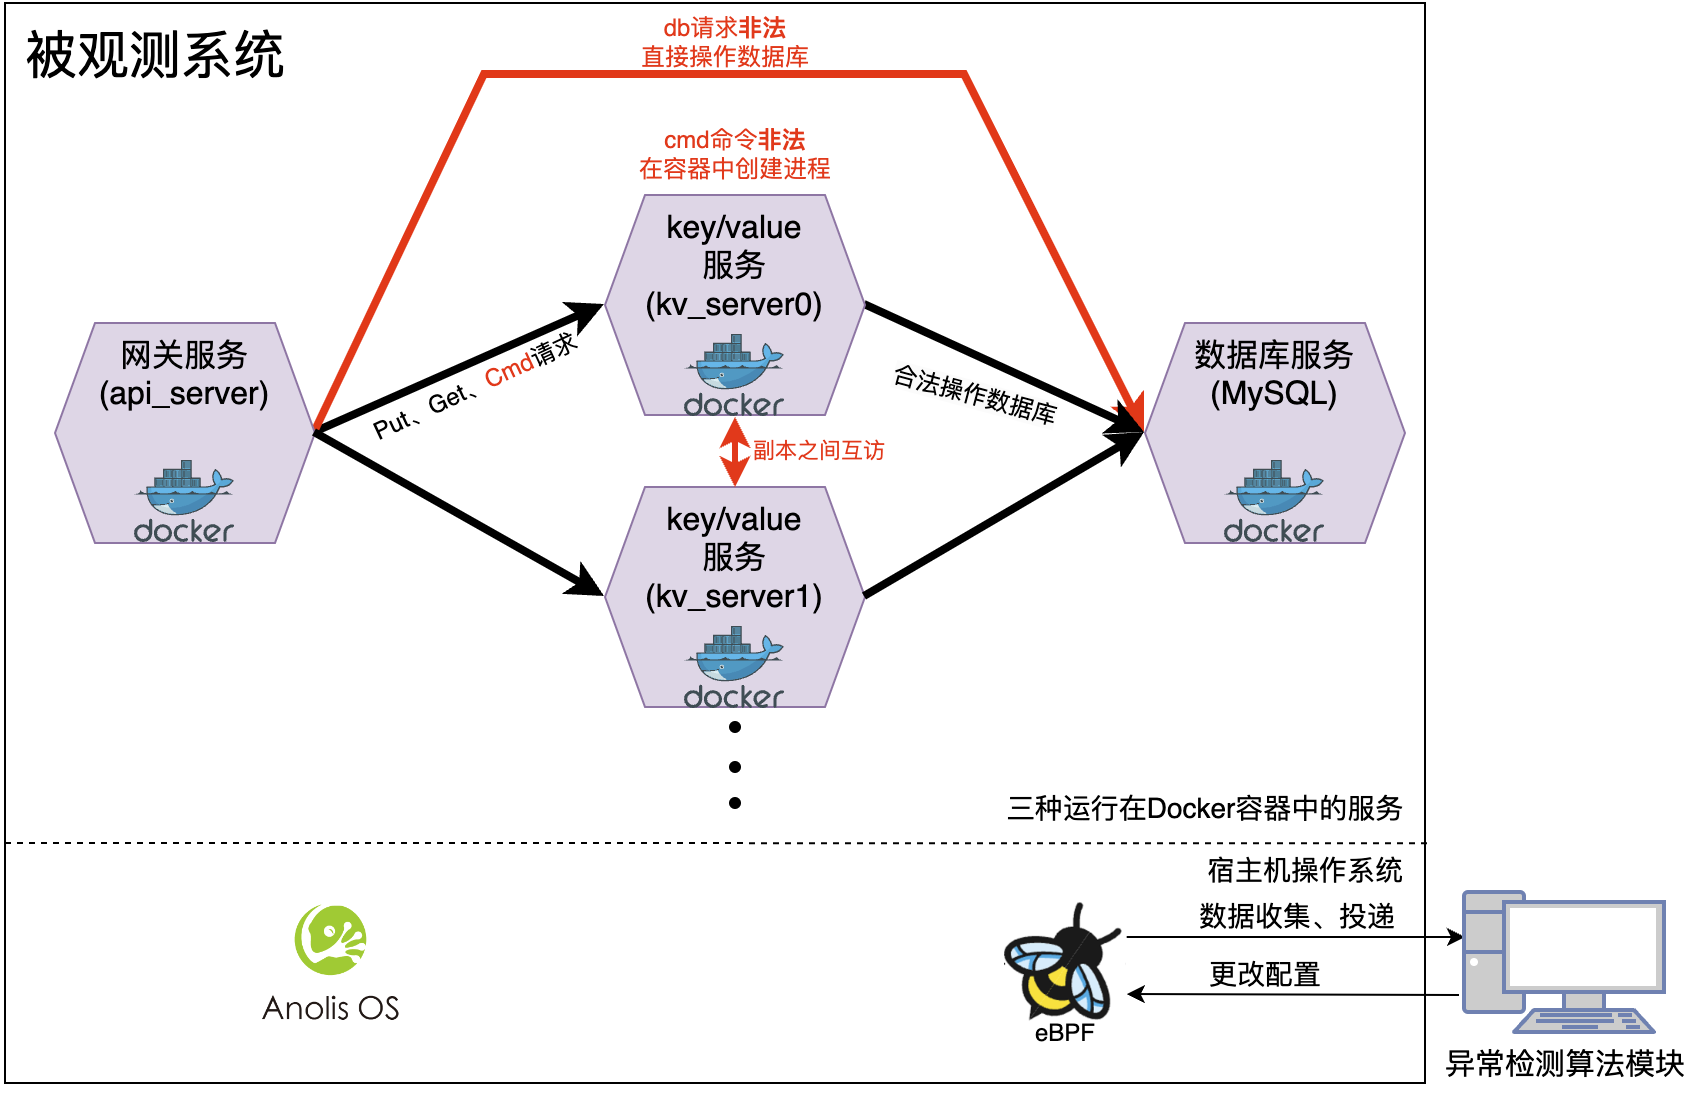 被观测系统
db请求非法
直接操作数据库
cmd命令非法
在容器中创建进程
key/value
服务
(kv_server0)
docker
网关服务
(api_server)
docker
Put、Get、Cmd请求
合法操作数据库
数据库服务
(MySQL)
docker
副本之间互访
key/value
服务
(kv_server1)
docker
三种运行在Docker容器中的服务
宿主机操作系统
数据收集、投递
更改配置
Anolis OS
eBPF
异常检测算法模块